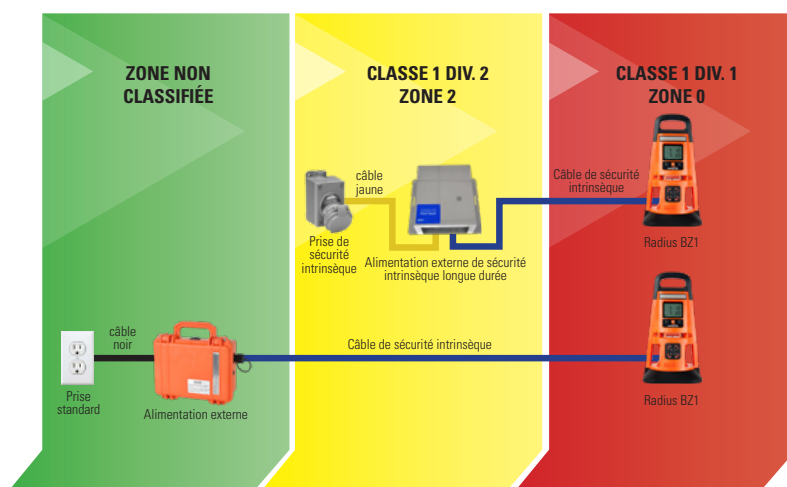 ZONE NON
CLASSIFIÉE
CLASSE 1 DIV. 2
ZONE 2
CLASSE 1 DIV. 1
ZONE 0
câble
jaune
Câble de sécurité
intrinsèque
Prise de
sécurité
intrinsèque
Alimentation externe de sécurité
intrinsèque longue durée
Radius BZ1
câble
noir
Câble de sécurité intrinsèque
Prise
standard
Alimentation externe
Radius BZ1